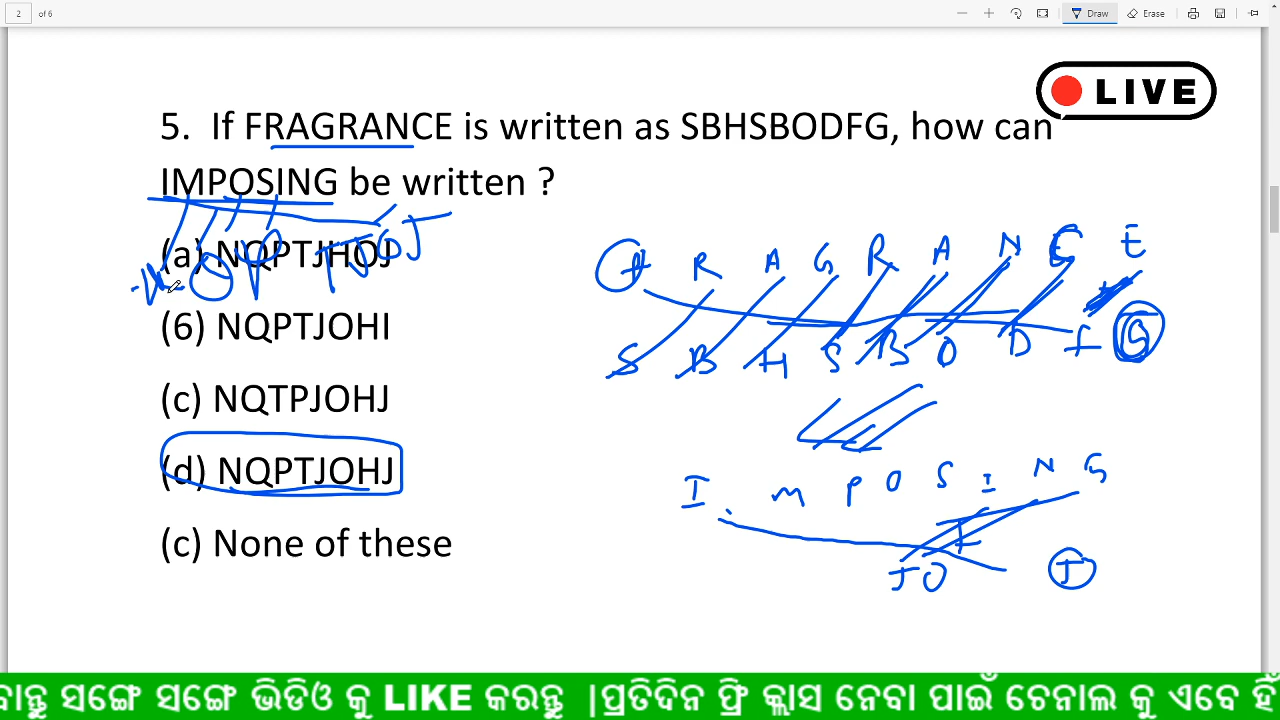 2 of 6
Draw
Erase
LIVE
5. If FRAGRANCE is written as SBHSBODFG, how can
IMPOSING be written ?
(a) NQPTJHOJ
(6) NQPTJOHI
(c) NQTPJOHJ
(d) NQPTJOHJ
(c) None of these
R A G R A N C E
S B H S B O D F G
I M P O S I N G
J O J
ବାନ୍ତୁ ସଙ୍ଗେ ସଙ୍ଗେ ଭିଡିଓ କୁ LIKE କରନ୍ତୁ |ପ୍ରତିଦିନ ଫ୍ରି କ୍ଲାସ ନେବା ପାଇଁ ଚେନାଲ କୁ ଏବେ ହିଁ